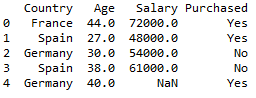 Country Age Salary Purchased
0 France 44.0 72000.0 Yes
1 Spain 27.0 48000.0 Yes
2 Germany 30.0 54000.0 No
3 Spain 38.0 61000.0 No
4 Germany 40.0 NaN Yes